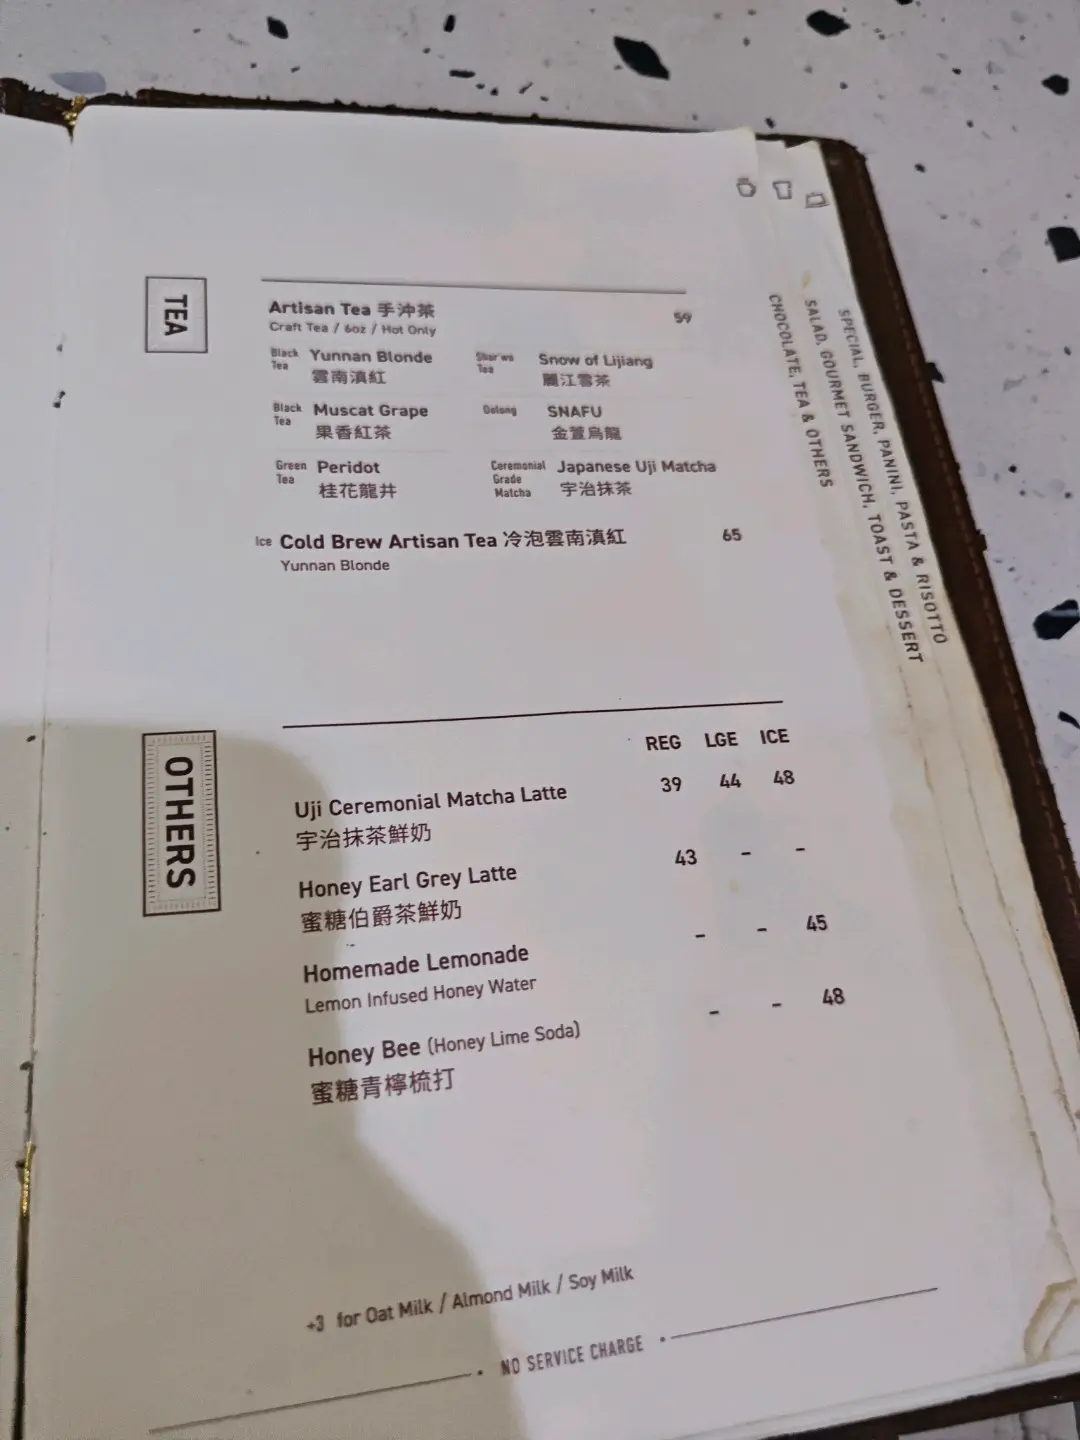 TEA
Artisan Tea 手沖茶 59
Craft Tea / 6oz / Hot Only
Black Tea Yunnan Blonde
雲南滇紅
Tea Snow of Lijiang
麗江雪茶
Black Tea Muscat Grape
果香紅茶
Oolong SNAFU
金萱烏龍
Green Tea Peridot
桂花龍井
Ceremonial Grade Matcha Japanese Uji Matcha
宇治抹茶
Ice Cold Brew Artisan Tea 冷泡雲南滇紅 65
Yunnan Blonde
OTHERS
REG LGE ICE
Uji Ceremonial Matcha Latte 39 44 48
宇治抹茶鮮奶
Honey Earl Grey Latte 43 - -
蜜糖伯爵茶鮮奶
Homemade Lemonade - - 45
Lemon Infused Honey Water
Honey Bee (Honey Lime Soda) - - 48
蜜糖青檸梳打
+3 for Oat Milk / Almond Milk / Soy Milk
NO SERVICE CHARGE
CHOCOLATE, TEA & OTHERS
SALAD, GOURMET SANDWICH, TOAST & DESSERT
SPECIAL, BURGER, PANINI, PASTA & RISOTTO